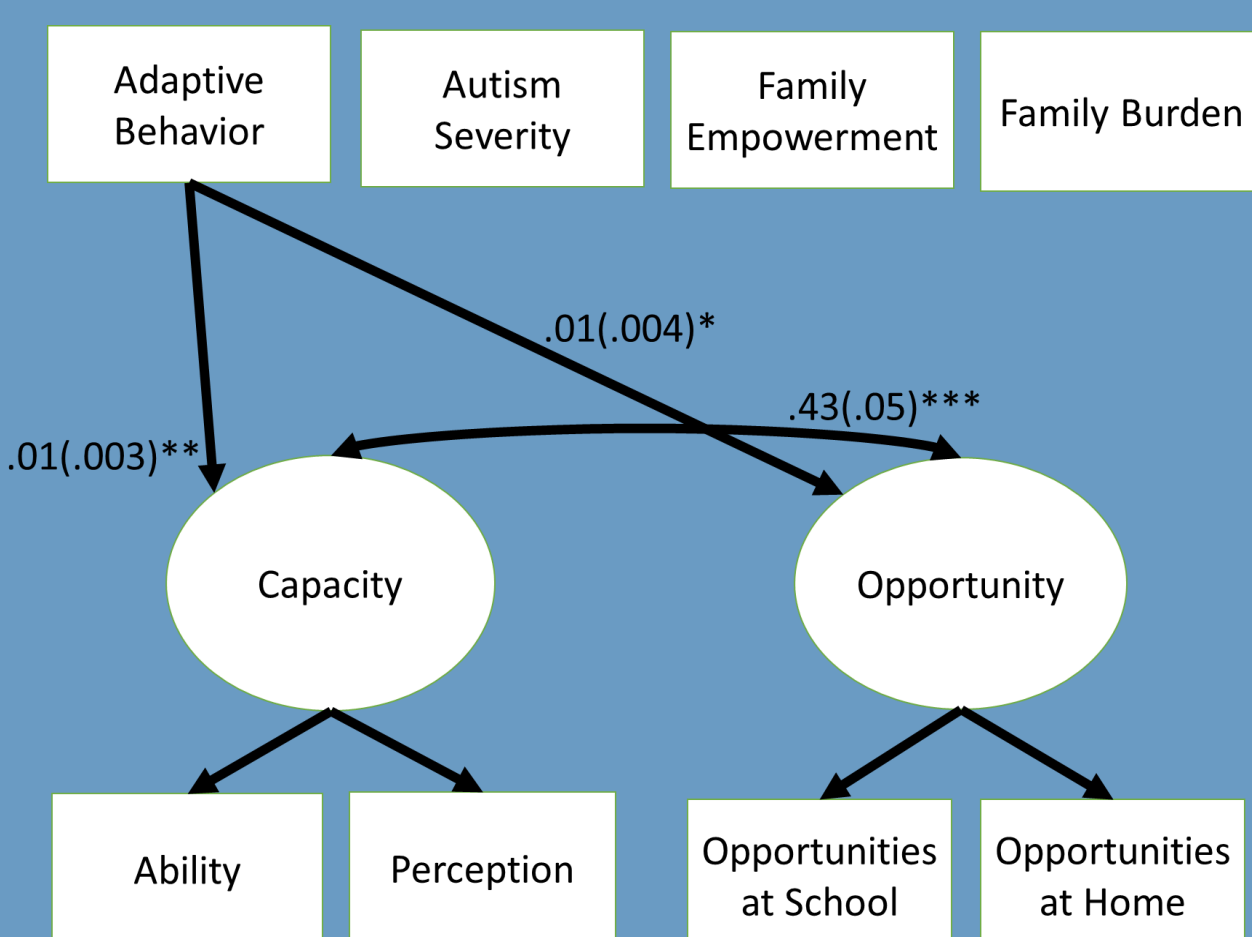 Adaptive
Behavior
Autism
Severity
Family
Empowerment
Family Burden
.01(.004)*
.43(.05)***
.01(.003)**
Capacity
Opportunity
Ability
Perception
Opportunities
at School
Opportunities
at Home